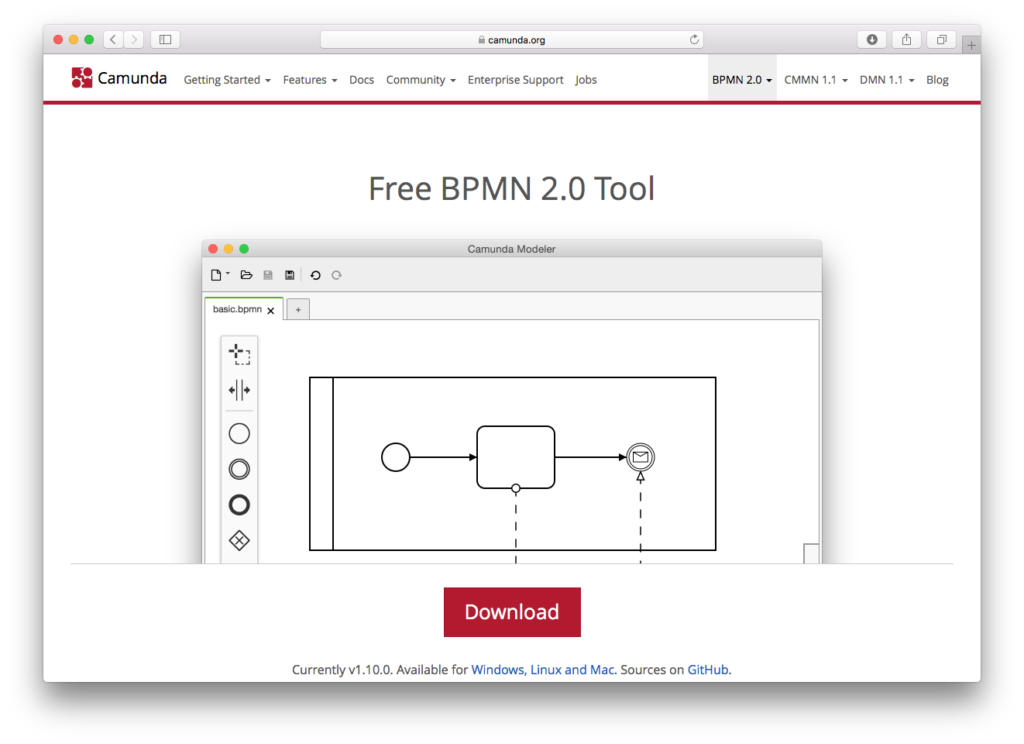 camunda.org
Camunda Getting Started Features Docs Community Enterprise Support Jobs BPMN 2.0 CMMN 1.1 DMN 1.1 Blog
Free BPMN 2.0 Tool
Camunda Modeler
basic.bpmn x +
Download
Currently v1.10.0. Available for Windows, Linux and Mac. Sources on GitHub.